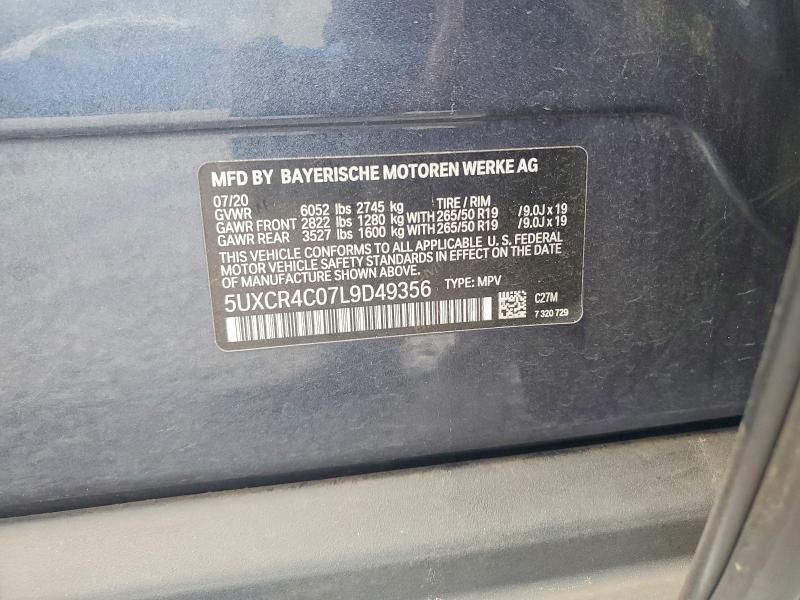 MFD BY BAYERISCHE MOTOREN WERKE AG
07/20
GVWR 6052 lbs 2745 kg TIRE / RIM
GAWR FRONT 2822 lbs 1280 kg WITH 265/50 R19 /9.0J x 19
GAWR REAR 3527 lbs 1600 kg WITH 265/50 R19 /9.0J x 19
THIS VEHICLE CONFORMS TO ALL APPLICABLE U.S. FEDERAL
MOTOR VEHICLE SAFETY STANDARDS IN EFFECT ON THE DATE
OF MANUFACTURE SHOWN ABOVE.
5UXCR4C07L9D49356 TYPE: MPV
C27M
7 320 729